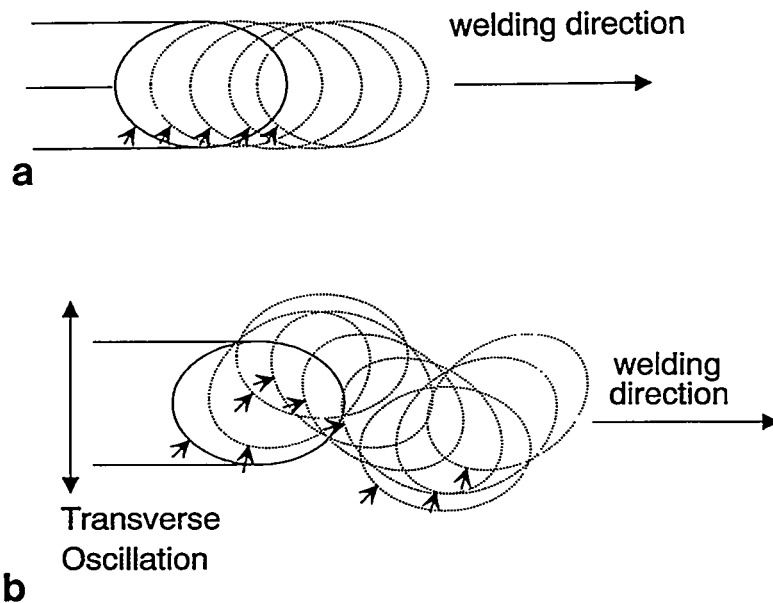 welding direction
a
welding
direction
Transverse
Oscillation
b